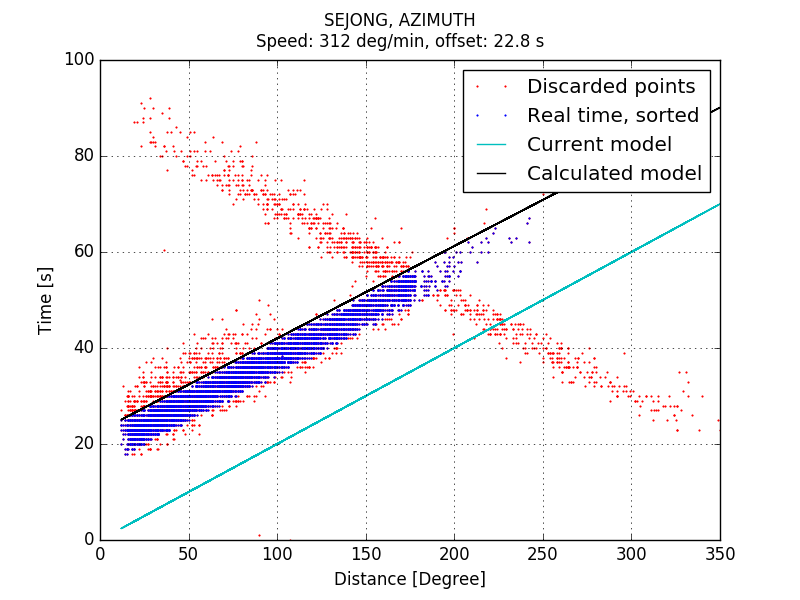 SEJONG, AZIMUTH
Speed: 312 deg/min, offset: 22.8 s
100
80
60
40
20
0
Time [s]
Discarded points
Real time, sorted
Current model
Calculated model
0 50 100 150 200 250 300 350
Distance [Degree]